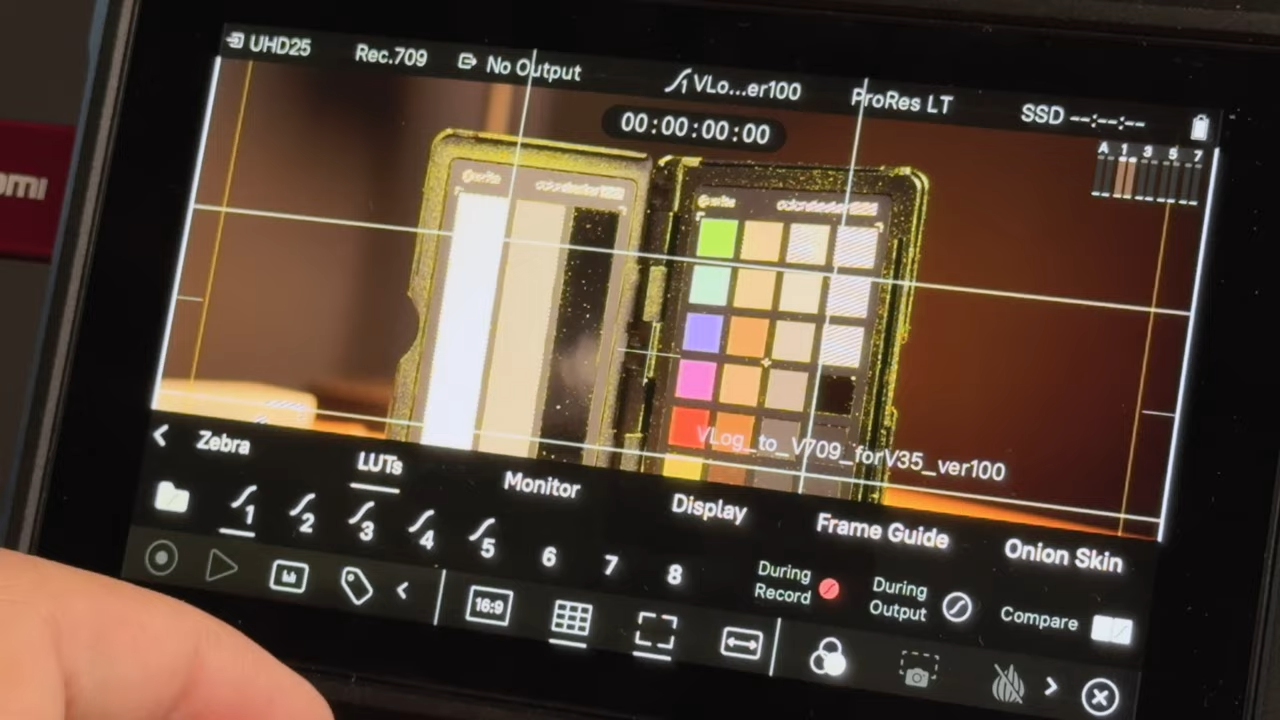 UHD25
Rec.709
No Output
VLo...er100
ProRes LT
SSD --:--:--
00:00:00:00
A 1 3 5 7
omi
VLog_to_V709_forV35_ver100
Zebra
LUTs
Monitor
Display
Frame Guide
Onion Skin
1
2
3
4
5
6
7
8
During
Record
During
Output
Compare
16:9